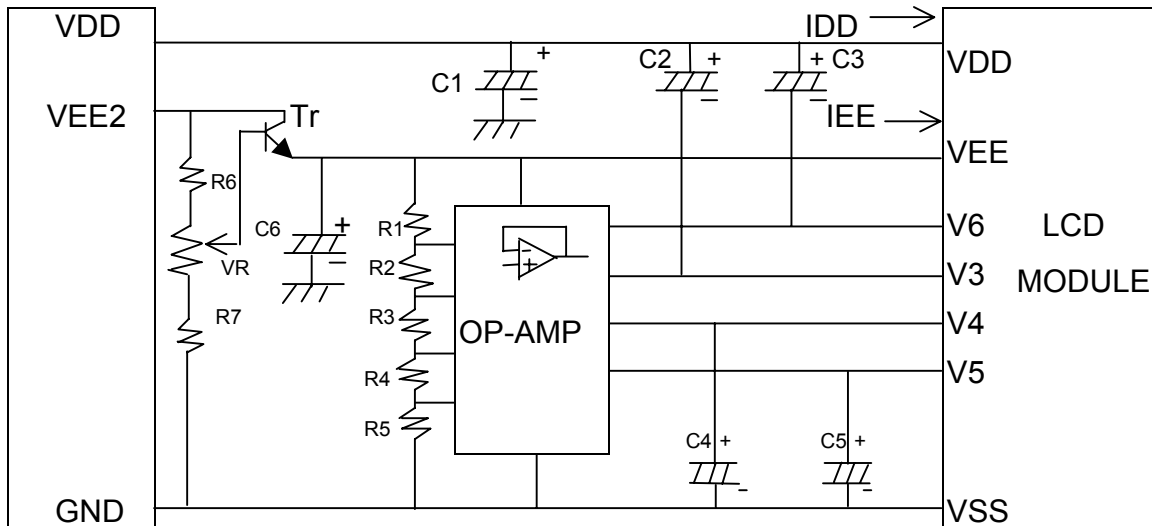 VDD
IDD
C1
+
−
C2
+
−
+
C3
−
VDD
VEE2
Tr
IEE
VEE
R6
VR
R7
C6
+
−
R1
R2
R3
R4
R5
-
+
OP-AMP
V6
LCD
V3
MODULE
V4
V5
C4
+
-
C5
+
-
GND
VSS